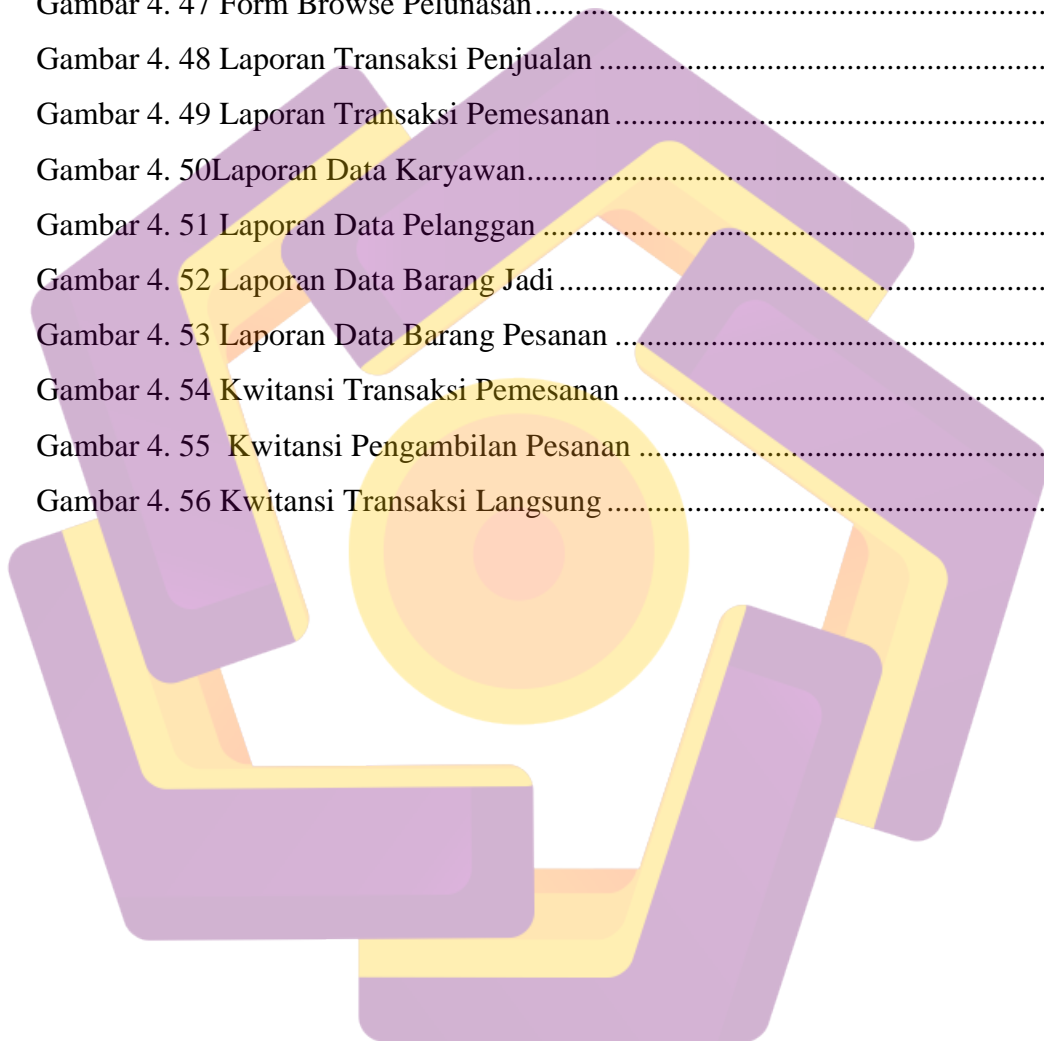 Gambar 4. 47 Form Browse Pelunasan..........................................................
Gambar 4. 48 Laporan Transaksi Penjualan ..................................................
Gambar 4. 49 Laporan Transaksi Pemesanan................................................
Gambar 4. 50Laporan Data Karyawan...........................................................
Gambar 4. 51 Laporan Data Pelanggan .........................................................
Gambar 4. 52 Laporan Data Barang Jadi.......................................................
Gambar 4. 53 Laporan Data Barang Pesanan ................................................
Gambar 4. 54 Kwitansi Transaksi Pemesanan...............................................
Gambar 4. 55  Kwitansi Pengambilan Pesanan .............................................
Gambar 4. 56 Kwitansi Transaksi Langsung.................................................